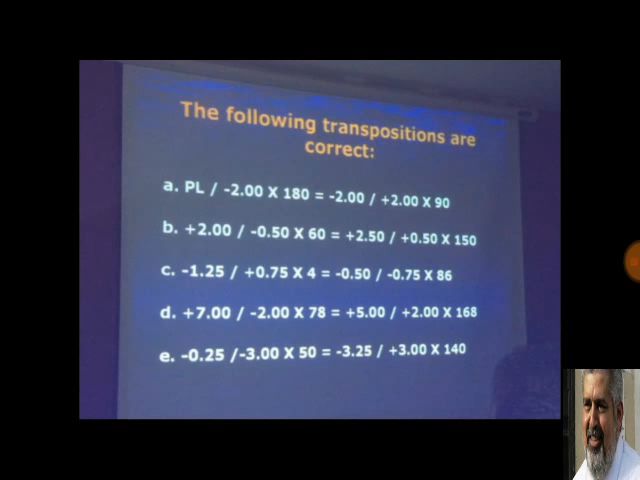 The following transpositions are
correct:
a. PL / -2.00 X 180 = -2.00 / +2.00 X 90
b. +2.00 / -0.50 X 60 = +2.50 / +0.50 X 150
c. -1.25 / +0.75 X 4 = -0.50 / -0.75 X 86
d. +7.00 / -2.00 X 78 = +5.00 / +2.00 X 168
e. -0.25 /-3.00 X 50 = -3.25 / +3.00 X 140